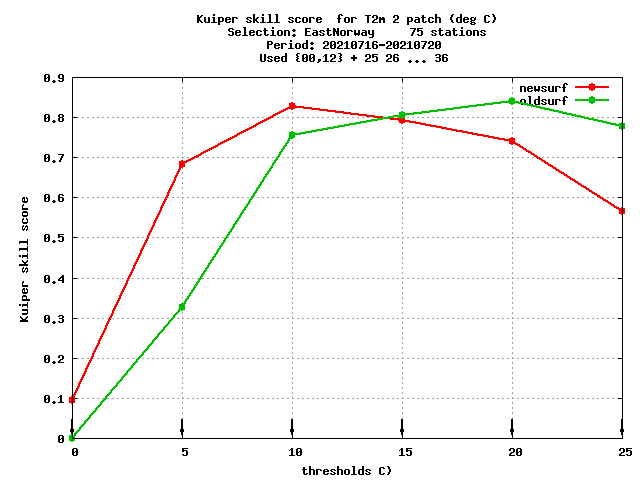 Kuiper skill score  for T2m 2 patch (deg C)
Selection: EastNorway     75 stations
Period: 20210716-20210720
Used {00,12} + 25 26 ... 36
0.9
0.8
0.7
0.6
0.5
0.4
0.3
0.2
0.1
0
newsurf
oldsurf
Kuiper skill score
0 5 10 15 20 25
thresholds C)